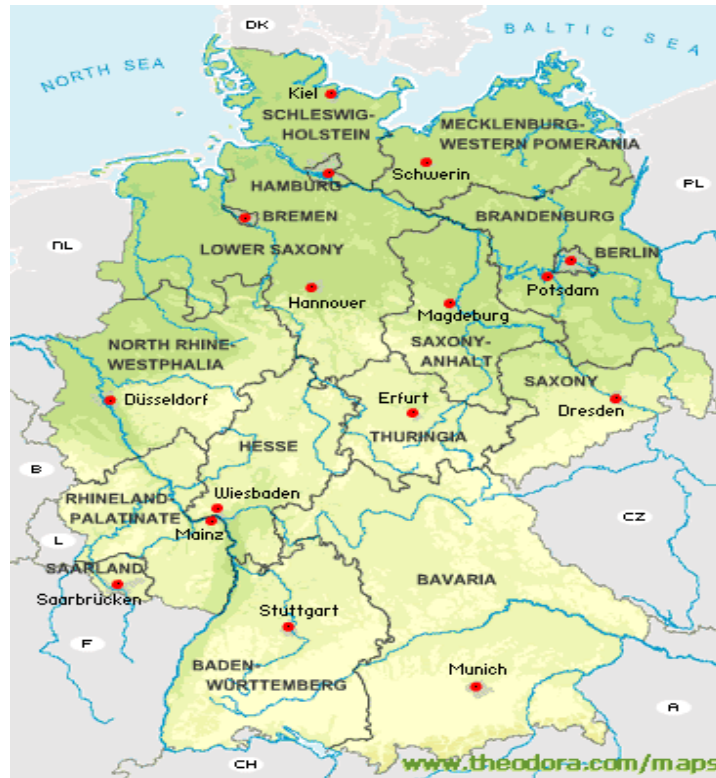 DK
BALTIC SEA
NORTH SEA
Kiel
SCHLESWIG-
HOLSTEIN
MECKLENBURG-
WESTERN POMERANIA
Schwerin
HAMBURG
PL
BREMEN
BRANDENBURG
NL
LOWER SAXONY
BERLIN
Potsdam
Hannover
Magdeburg
NORTH RHINE-
WESTPHALIA
SAXONY-
ANHALT
SAXONY
Düsseldorf
Erfurt
Dresden
THURINGIA
HESSE
B
RHINELAND-
PALATINATE
Wiesbaden
Mainz
CZ
L
SAARLAND
Saarbrücken
BAVARIA
Stuttgart
F
BADEN-
WÜRTTEMBERG
Munich
A
CH
www.theodora.com/maps